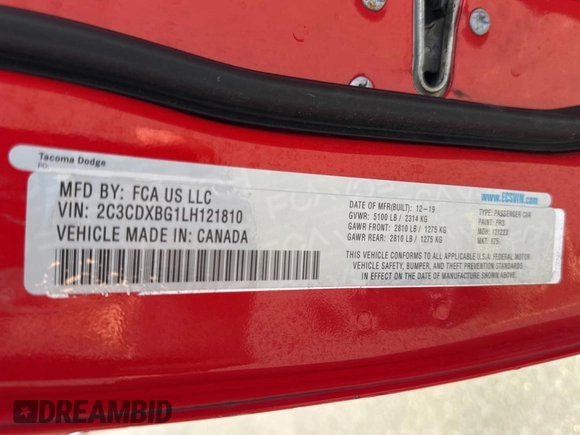 Tacoma Dodge
MFD BY: FCA US LLC
VIN: 2C3CDXBG1LH121810
VEHICLE MADE IN: CANADA
WWW.ECSVIN.COM
DATE OF MFR(BUILT): 12-19
GVWR: 5100 LB / 2314 KG
GAWR FRONT: 2810 LB / 1275 KG
GAWR REAR: 2810 LB / 1275 KG
TYPE: PASSENGER CAR
PAINT: PR3
MDH: 121222
THIS VEHICLE CONFORMS TO ALL APPLICABLE U.S.A. FEDERAL MOTOR
VEHICLE SAFETY, BUMPER, AND THEFT PREVENTION STANDARDS,
IN EFFECT ON THE DATE OF MANUFACTURE SHOWN ABOVE.
DREAMBID